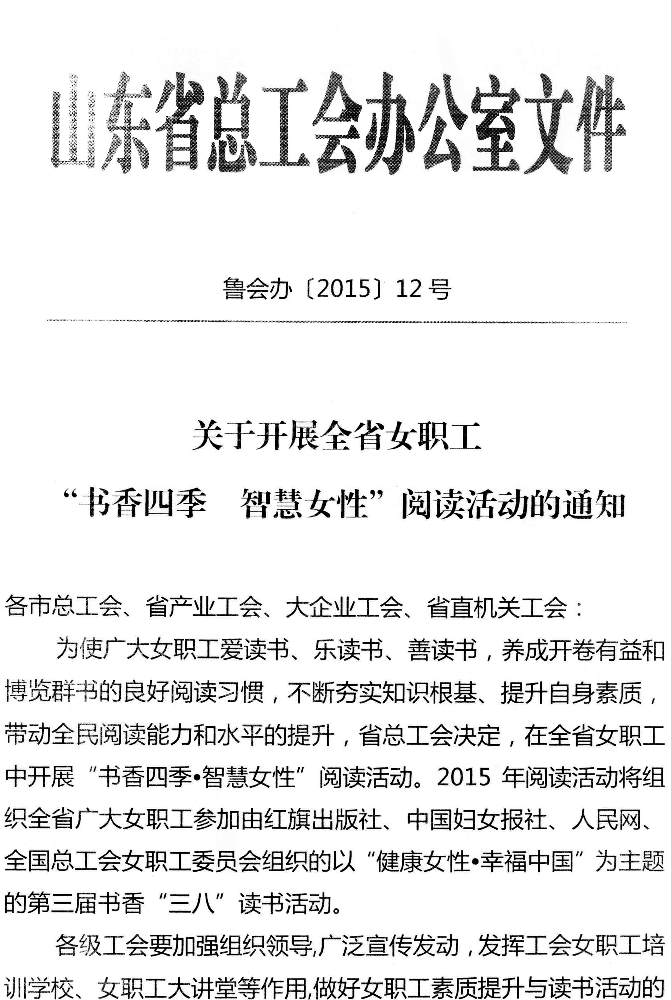 山东省总工会办公室文件
鲁会办〔2015〕12 号
关于开展全省女职工
“书香四季　智慧女性”阅读活动的通知
各市总工会、省产业工会、大企业工会、省直机关工会：
为使广大女职工爱读书、乐读书、善读书，养成开卷有益和
博览群书的良好阅读习惯，不断夯实知识根基、提升自身素质，
带动全民阅读能力和水平的提升，省总工会决定，在全省女职工
中开展“书香四季•智慧女性”阅读活动。2015 年阅读活动将组
织全省广大女职工参加由红旗出版社、中国妇女报社、人民网、
全国总工会女职工委员会组织的以“健康女性•幸福中国”为主题
的第三届书香“三八”读书活动。
各级工会要加强组织领导,广泛宣传发动，发挥工会女职工培
训学校、女职工大讲堂等作用,做好女职工素质提升与读书活动的